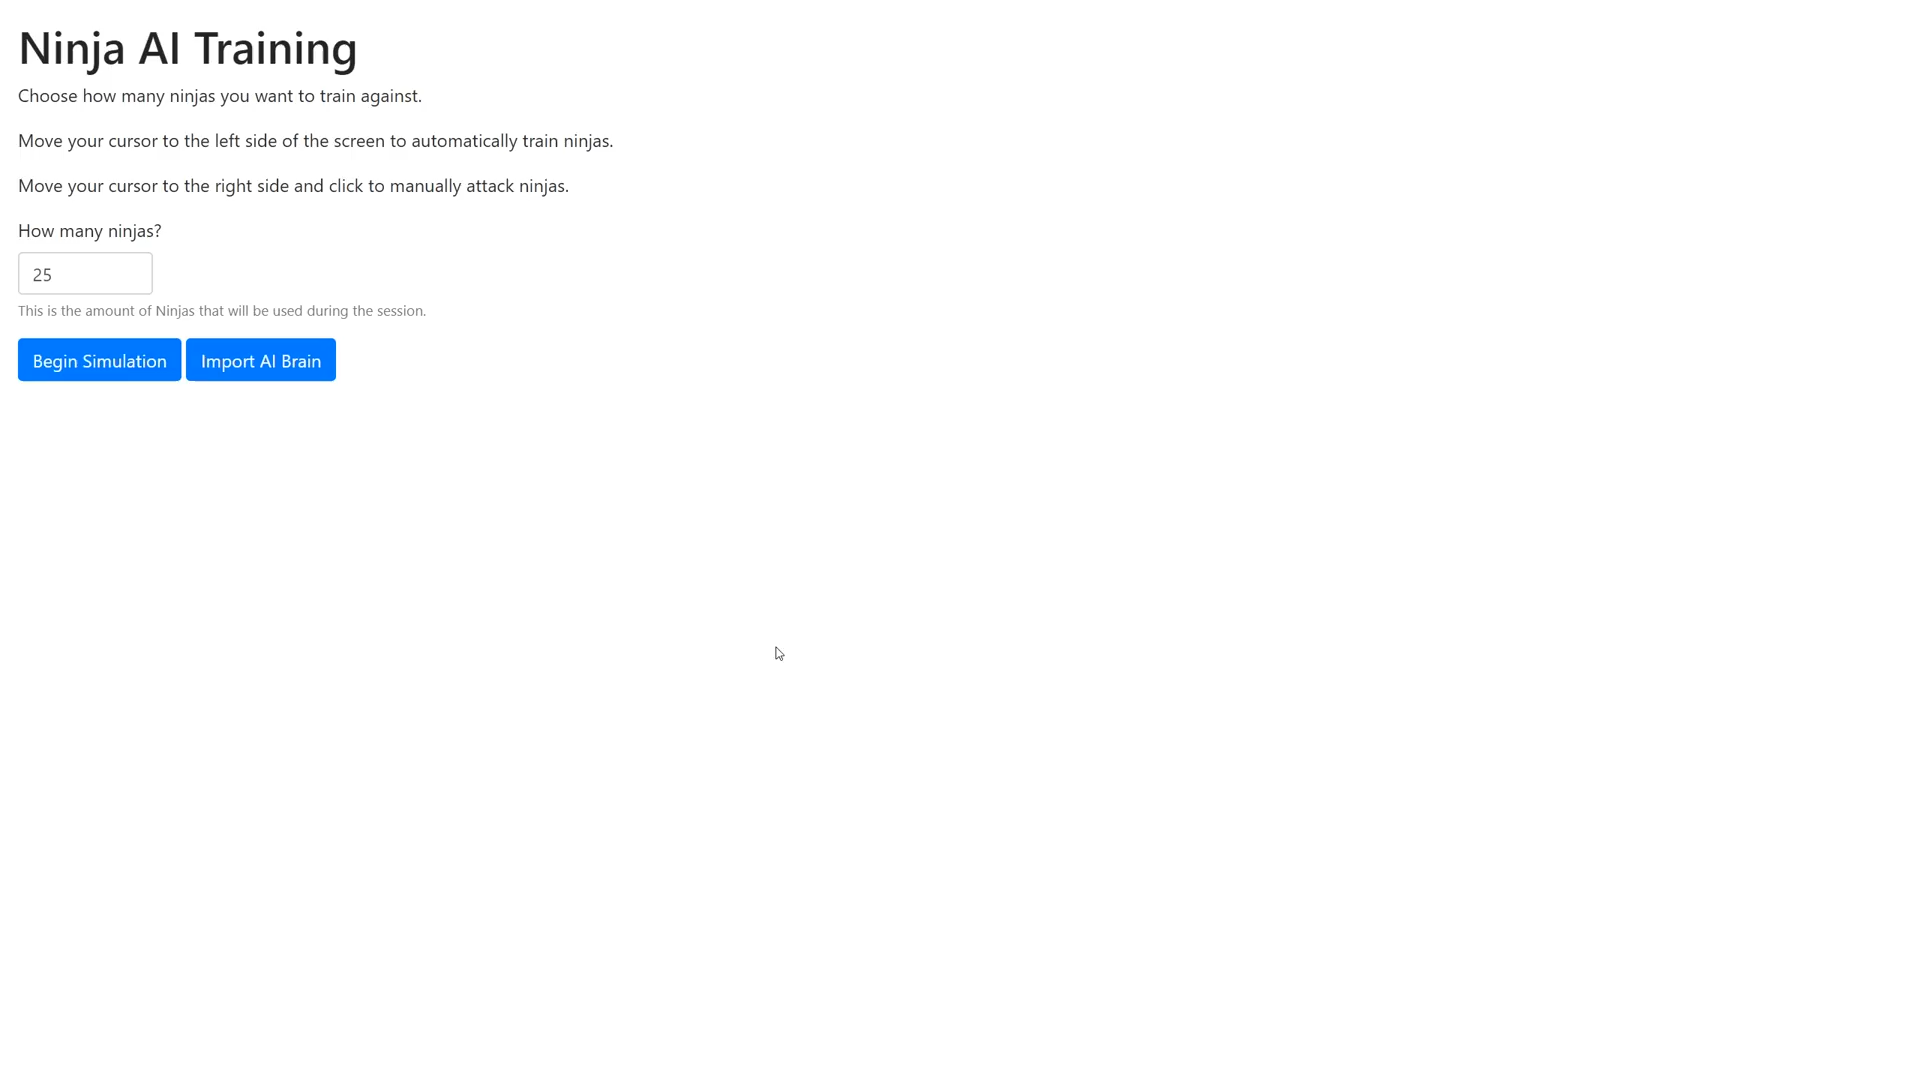 Ninja AI Training
Choose how many ninjas you want to train against.
Move your cursor to the left side of the screen to automatically train ninjas.
Move your cursor to the right side and click to manually attack ninjas.
How many ninjas?
25
This is the amount of Ninjas that will be used during the session.
Begin Simulation Import AI Brain